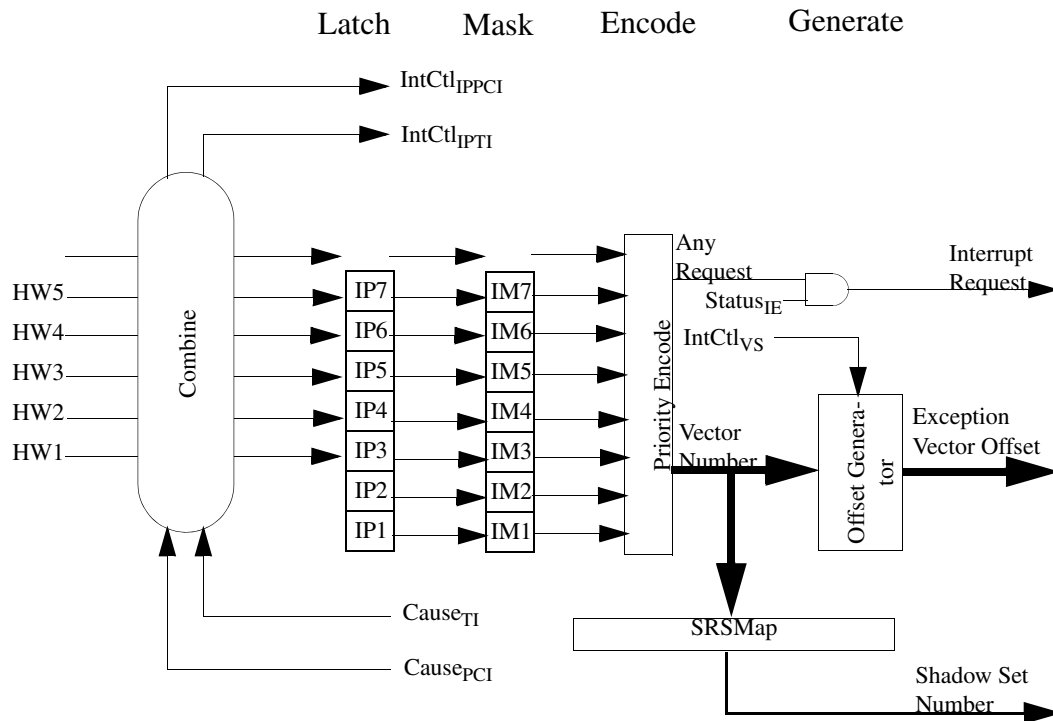 Latch Mask Encode Generate
IntCtlIPPCI
IntCtlIPTI
Any
Request
Interrupt
Request
HW5
IP7
IM7
StatusIE
HW4
IP6
IM6
IntCtlVS
HW3
IP5
IM5
HW2
IP4
IM4
HW1
IP3
IM3
IP2
IM2
IP1
IM1
Combine
Priority Encode
Vector
Number
Offset Genera-
tor
Exception
Vector Offset
CauseTI
SRSMap
CausePCI
Shadow Set
Number